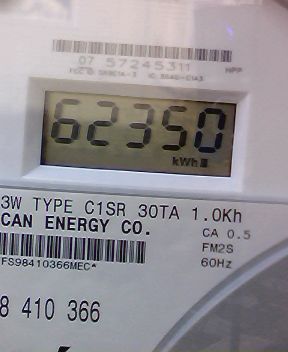 07 57245311
HPP
62350
kWh
3W TYPE C1SR 30TA 1.0Kh
CAN ENERGY CO.
CA 0.5
FM2S
FS98410366MEC*
60Hz
8 410 366